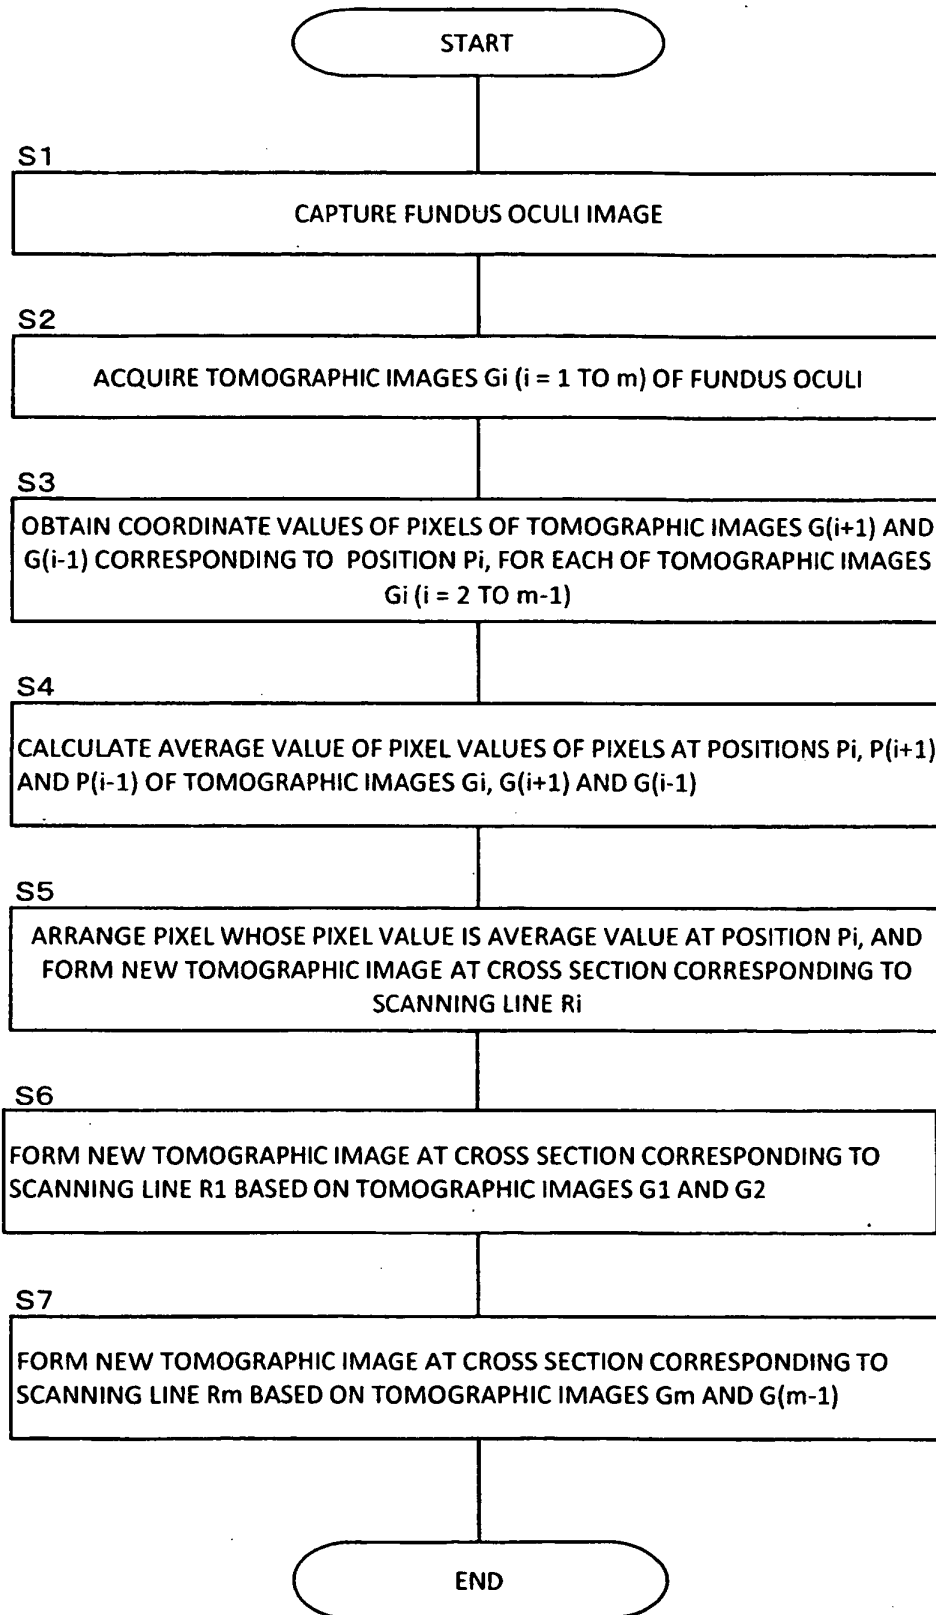 START
S1
CAPTURE FUNDUS OCULI IMAGE
S2
ACQUIRE TOMOGRAPHIC IMAGES Gi (i = 1 TO m) OF FUNDUS OCULI
S3
OBTAIN COORDINATE VALUES OF PIXELS OF TOMOGRAPHIC IMAGES G(i+1) AND
G(i-1) CORRESPONDING TO POSITION Pi, FOR EACH OF TOMOGRAPHIC IMAGES
Gi (i = 2 TO m-1)
S4
CALCULATE AVERAGE VALUE OF PIXEL VALUES OF PIXELS AT POSITIONS Pi, P(i+1)
AND P(i-1) OF TOMOGRAPHIC IMAGES Gi, G(i+1) AND G(i-1)
S5
ARRANGE PIXEL WHOSE PIXEL VALUE IS AVERAGE VALUE AT POSITION Pi, AND
FORM NEW TOMOGRAPHIC IMAGE AT CROSS SECTION CORRESPONDING TO
SCANNING LINE Ri
S6
FORM NEW TOMOGRAPHIC IMAGE AT CROSS SECTION CORRESPONDING TO
SCANNING LINE R1 BASED ON TOMOGRAPHIC IMAGES G1 AND G2
S7
FORM NEW TOMOGRAPHIC IMAGE AT CROSS SECTION CORRESPONDING TO
SCANNING LINE Rm BASED ON TOMOGRAPHIC IMAGES Gm AND G(m-1)
END